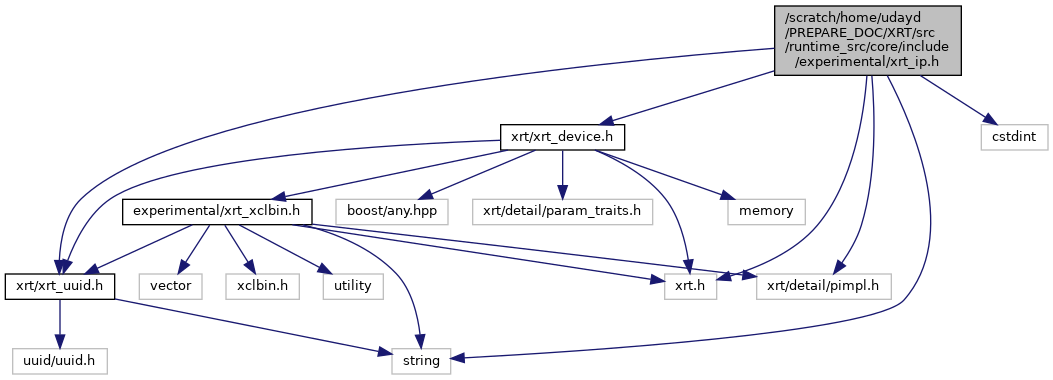 /scratch/home/udayd
/PREPARE_DOC/XRT/src
/runtime_src/core/include
/experimental/xrt_ip.h
xrt/xrt_device.h
cstdint
experimental/xrt_xclbin.h
boost/any.hpp
xrt/detail/param_traits.h
memory
xrt/xrt_uuid.h
vector
xclbin.h
utility
xrt.h
xrt/detail/pimpl.h
uuid/uuid.h
string